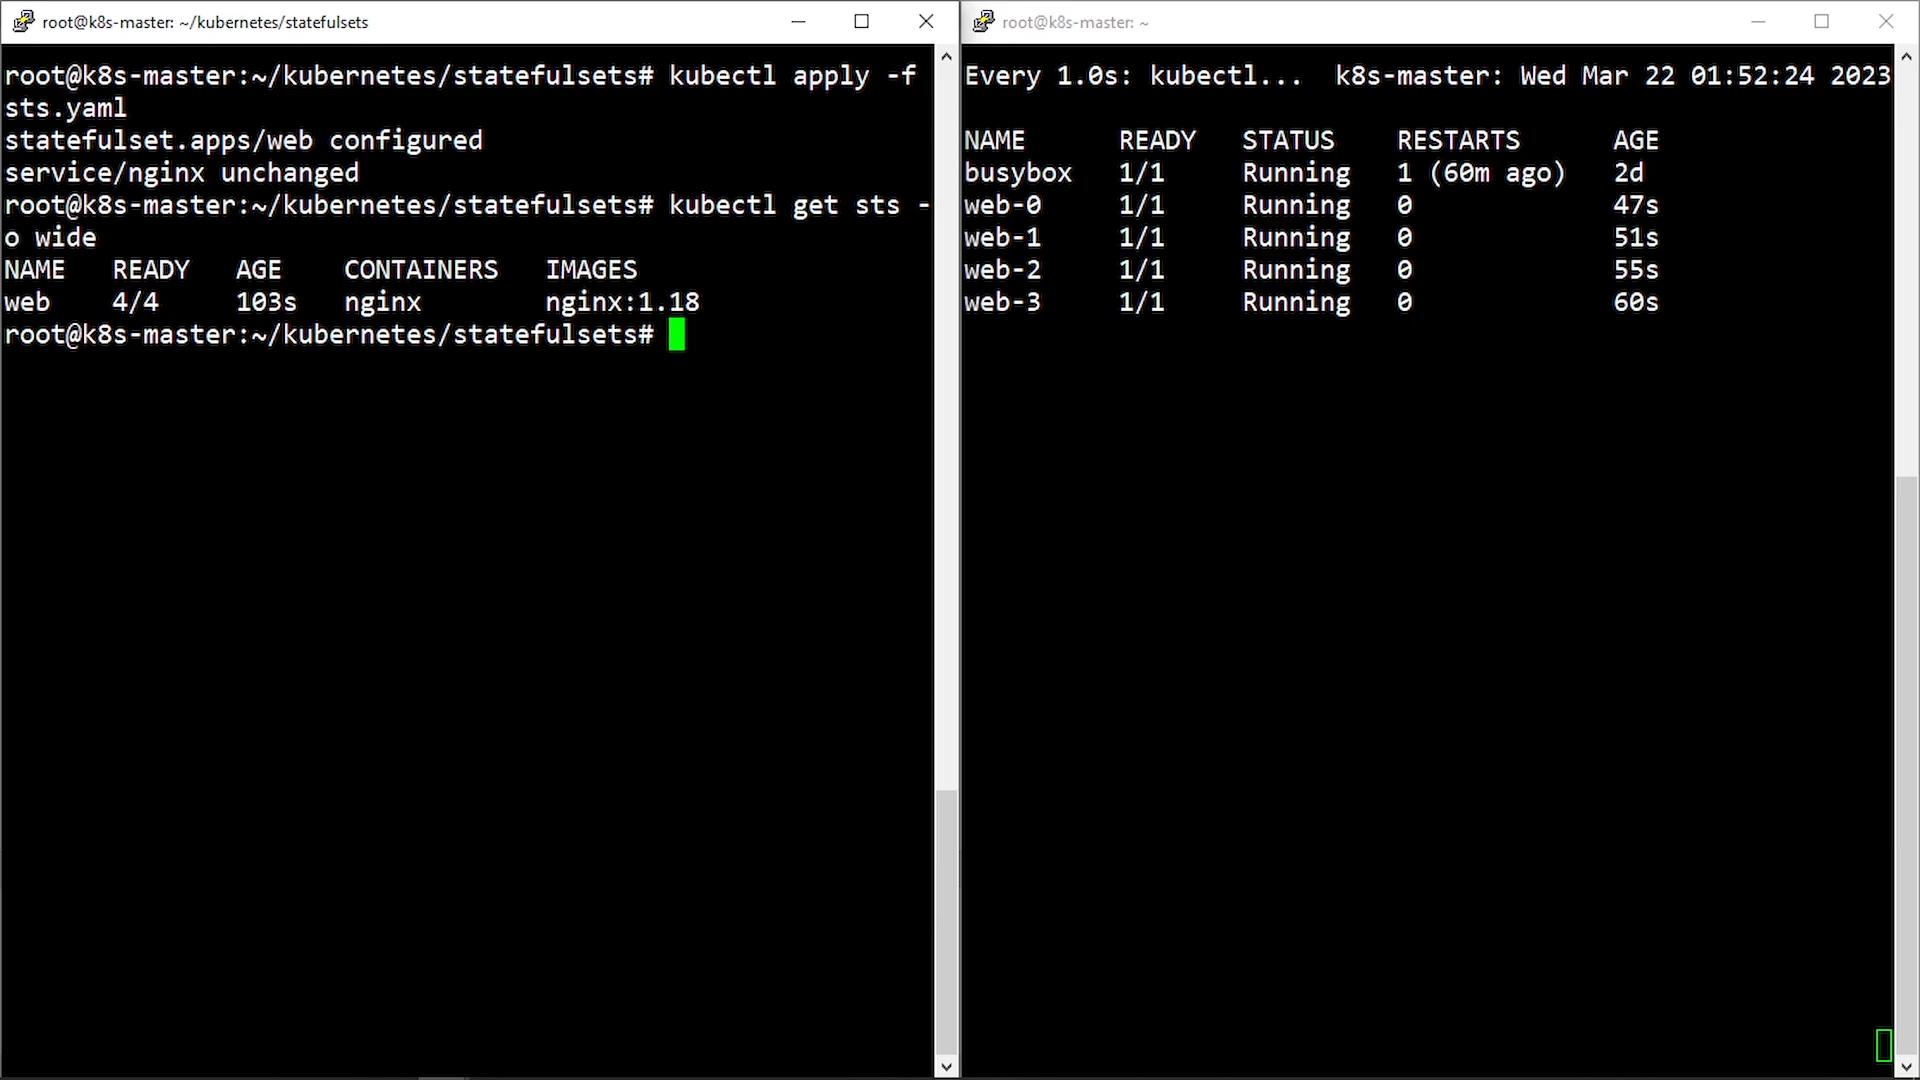 root@k8s-master: ~/kubernetes/statefulsets
root@k8s-master:~/kubernetes/statefulsets# kubectl apply -f
sts.yaml
statefulset.apps/web configured
service/nginx unchanged
root@k8s-master:~/kubernetes/statefulsets# kubectl get sts -
o wide
NAME READY AGE CONTAINERS IMAGES
web 4/4 103s nginx nginx:1.18
root@k8s-master:~/kubernetes/statefulsets#
root@k8s-master: ~
Every 1.0s: kubectl... k8s-master: Wed Mar 22 01:52:24 2023
NAME READY STATUS RESTARTS AGE
busybox 1/1 Running 1 (60m ago) 2d
web-0 1/1 Running 0 47s
web-1 1/1 Running 0 51s
web-2 1/1 Running 0 55s
web-3 1/1 Running 0 60s